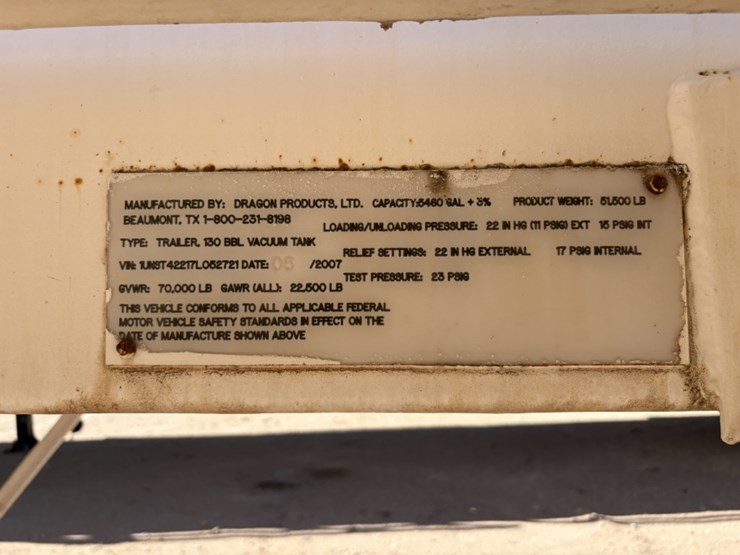 MANUFACTURED BY: DRAGON PRODUCTS, LTD. CAPACITY:5460 GAL + 3% PRODUCT WEIGHT: 51,500 LB
BEAUMONT, TX 1-800-231-8198
LOADING/UNLOADING PRESSURE: 22 IN HG (11 PSIG) EXT 15 PSIG INT
TYPE: TRAILER, 130 BBL VACUUM TANK
RELIEF SETTINGS: 22 IN HG EXTERNAL 17 PSIG INTERNAL
VIN: 1UNST42217L052721 DATE: 05 /2007
TEST PRESSURE: 23 PSIG
GVWR: 70,000 LB GAWR (ALL): 22,500 LB
THIS VEHICLE CONFORMS TO ALL APPLICABLE FEDERAL
MOTOR VEHICLE SAFETY STANDARDS IN EFFECT ON THE
DATE OF MANUFACTURE SHOWN ABOVE